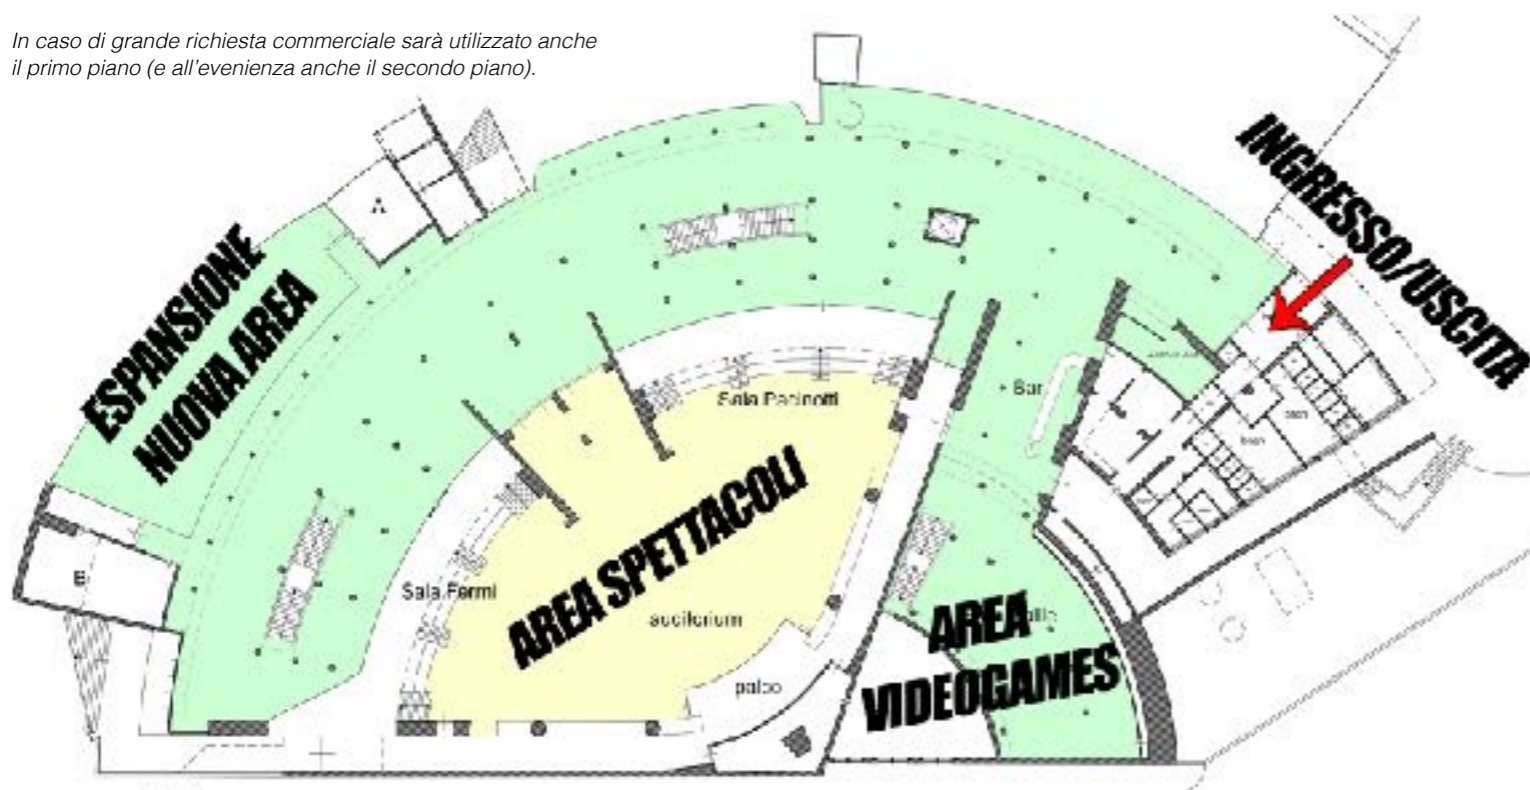 In caso di grande richiesta commerciale sarà utilizzato anche
il primo piano (e all'evenienza anche il secondo piano).
INGRESSO/USCITA
A
ESPANSIONE
NUOVA AREA
Bar
Sala Pacinotti
B
Sala Fermi
AREA SPETTACOLI
auditorium
palco
AREA
VIDEOGAMES